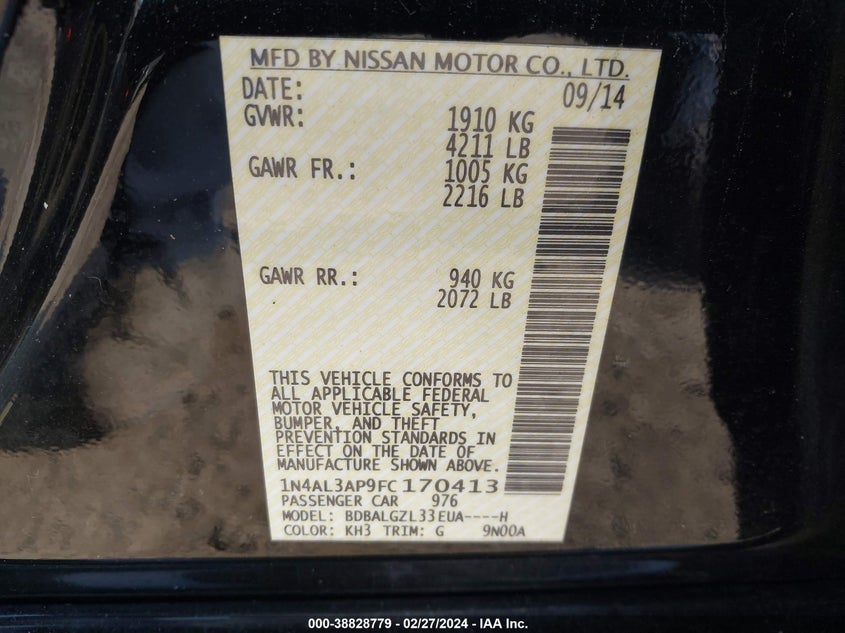 MFD BY NISSAN MOTOR CO., LTD.
DATE: 09/14
GVWR: 1910 KG
4211 LB
GAWR FR.: 1005 KG
2216 LB
GAWR RR.: 940 KG
2072 LB
THIS VEHICLE CONFORMS TO
ALL APPLICABLE FEDERAL
MOTOR VEHICLE SAFETY,
BUMPER, AND THEFT
PREVENTION STANDARDS IN
EFFECT ON THE DATE OF
MANUFACTURE SHOWN ABOVE.
1N4AL3AP9FC170413
PASSENGER CAR 976
MODEL: BDBALGZL33EUA----H
COLOR: KH3 TRIM: G 9N00A
000-38828779 - 02/27/2024 - IAA Inc.